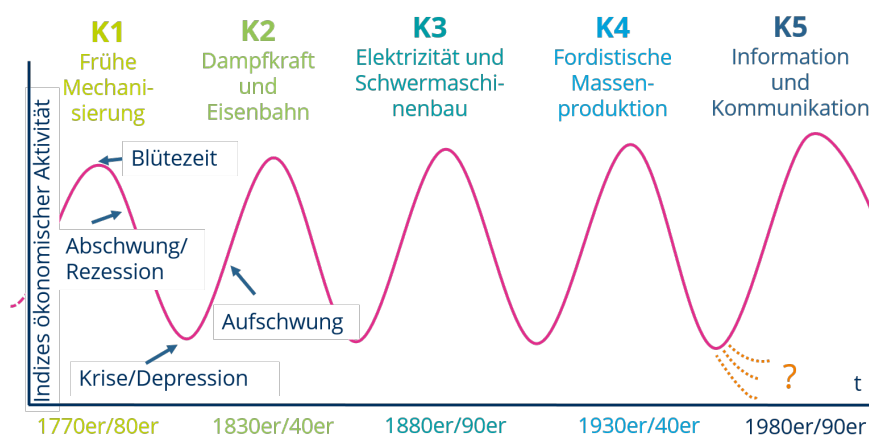 K1
Frühe
Mechani-
sierung
K2
Dampfkraft
und
Eisenbahn
K3
Elektrizität und
Schwermaschi-
nenbau
K4
Fordistische
Massen-
produktion
K5
Information
und
Kommunikation
Indizes ökonomischer Aktivität
Blütezeit
Abschwung/
Rezession
Aufschwung
Krise/Depression
?
t
1770er/80er
1830er/40er
1880er/90er
1930er/40er
1980er/90er